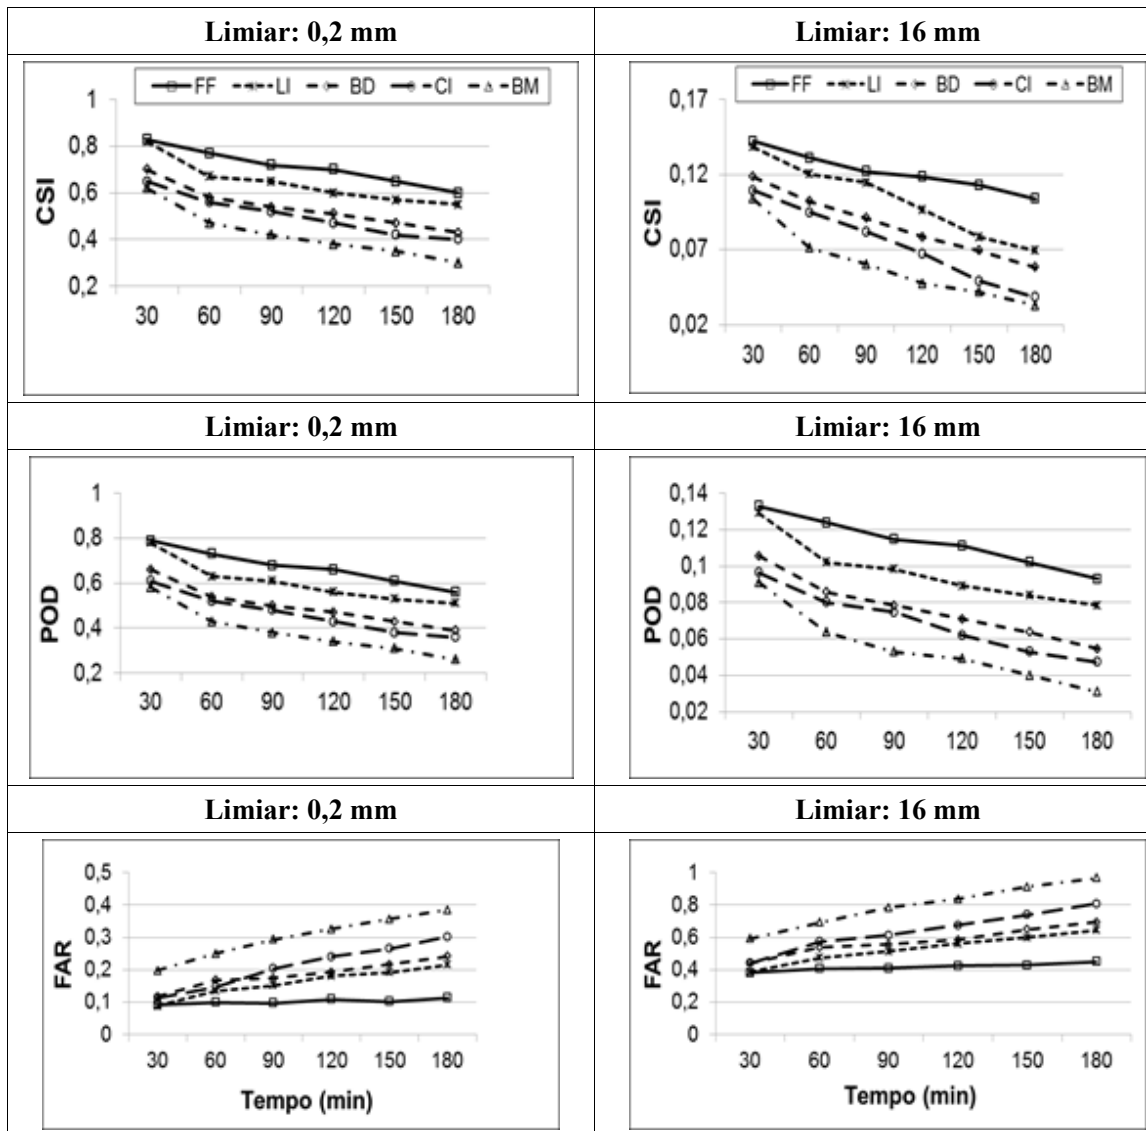 Limiar: 0,2 mm
Limiar: 16 mm
FF LI BD CI BM
CSI
1
0,8
0,6
0,4
0,2
30 60 90 120 150 180
FF LI BD CI BM
CSI
0,17
0,12
0,07
0,02
30 60 90 120 150 180
Limiar: 0,2 mm
Limiar: 16 mm
POD
1
0,8
0,6
0,4
0,2
30 60 90 120 150 180
POD
0,14
0,12
0,1
0,08
0,06
0,04
0,02
30 60 90 120 150 180
Limiar: 0,2 mm
Limiar: 16 mm
FAR
0,5
0,4
0,3
0,2
0,1
0
30 60 90 120 150 180
Tempo (min)
FAR
1
0,8
0,6
0,4
0,2
0
30 60 90 120 150 180
Tempo (min)